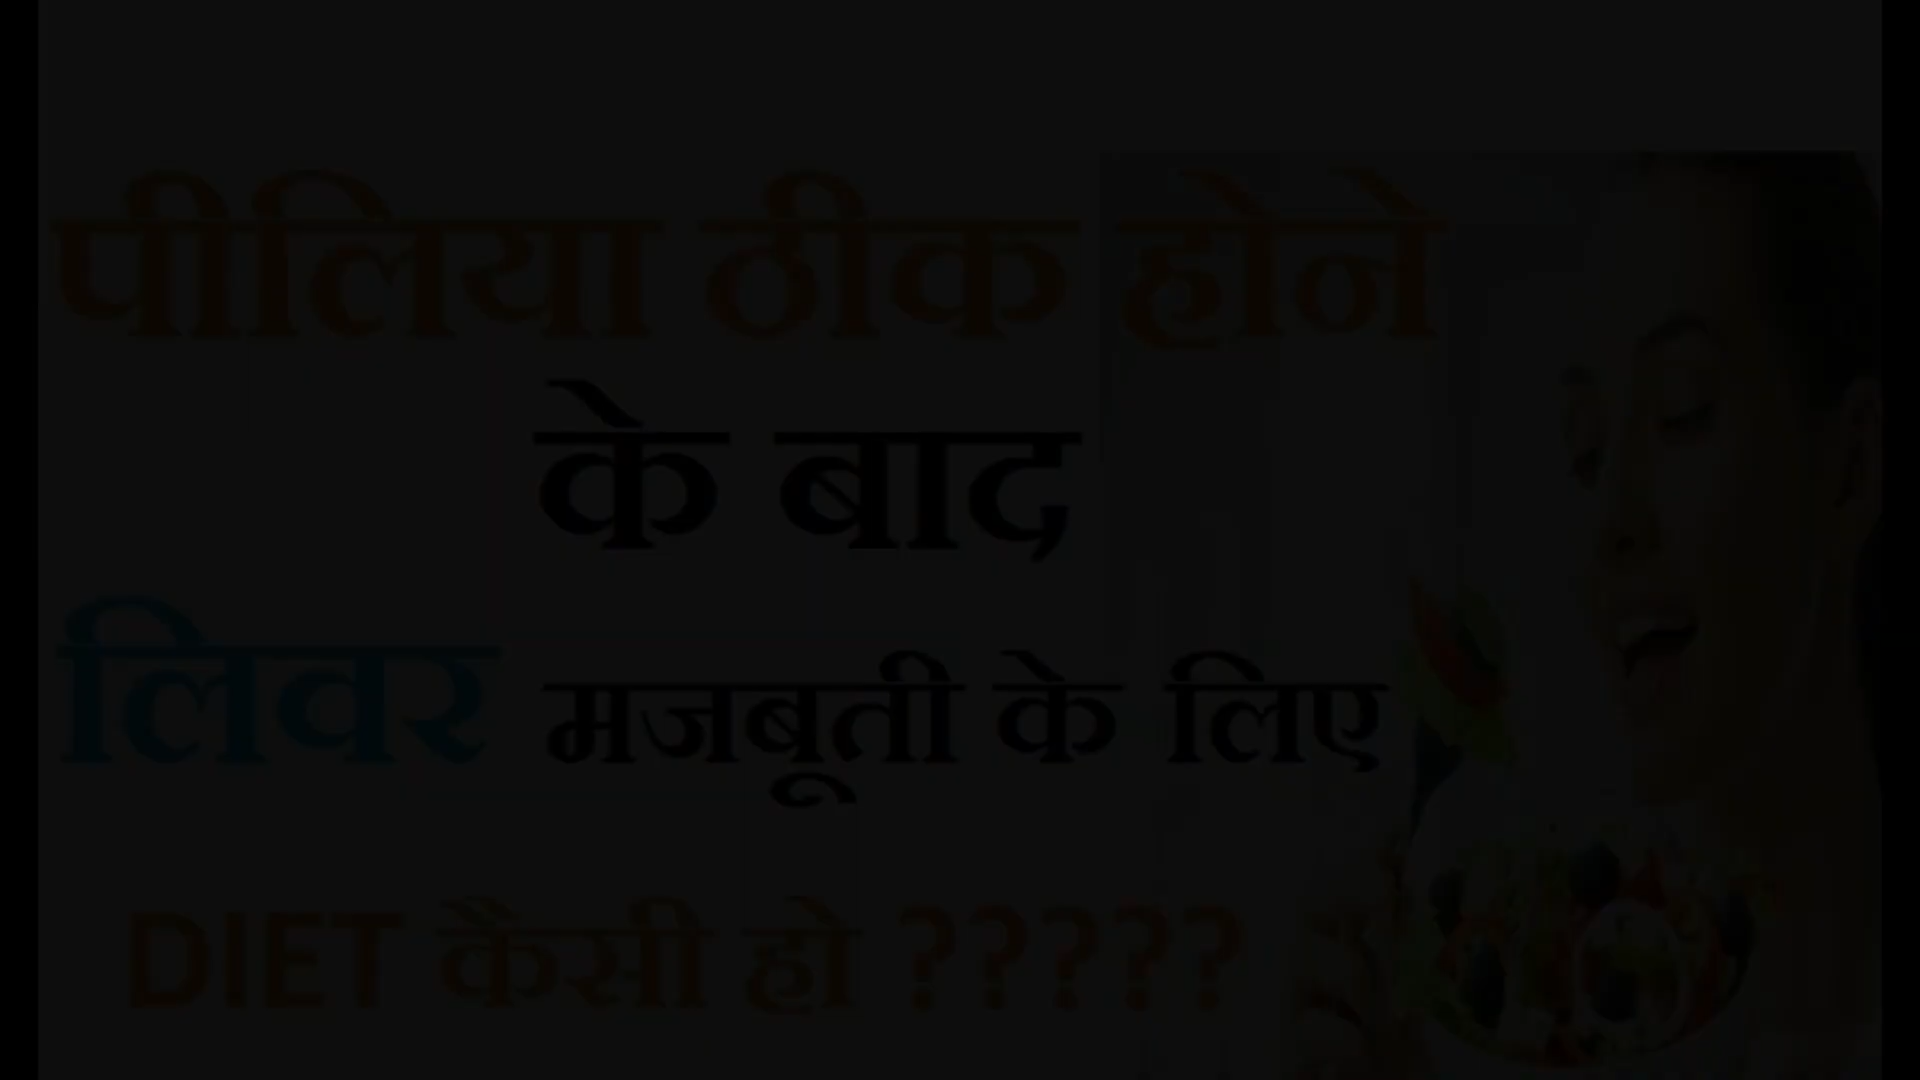 पीलिया ठीक होने
के बाद
लिवर मजबूती के लिए
DIET कैसी हो ?????